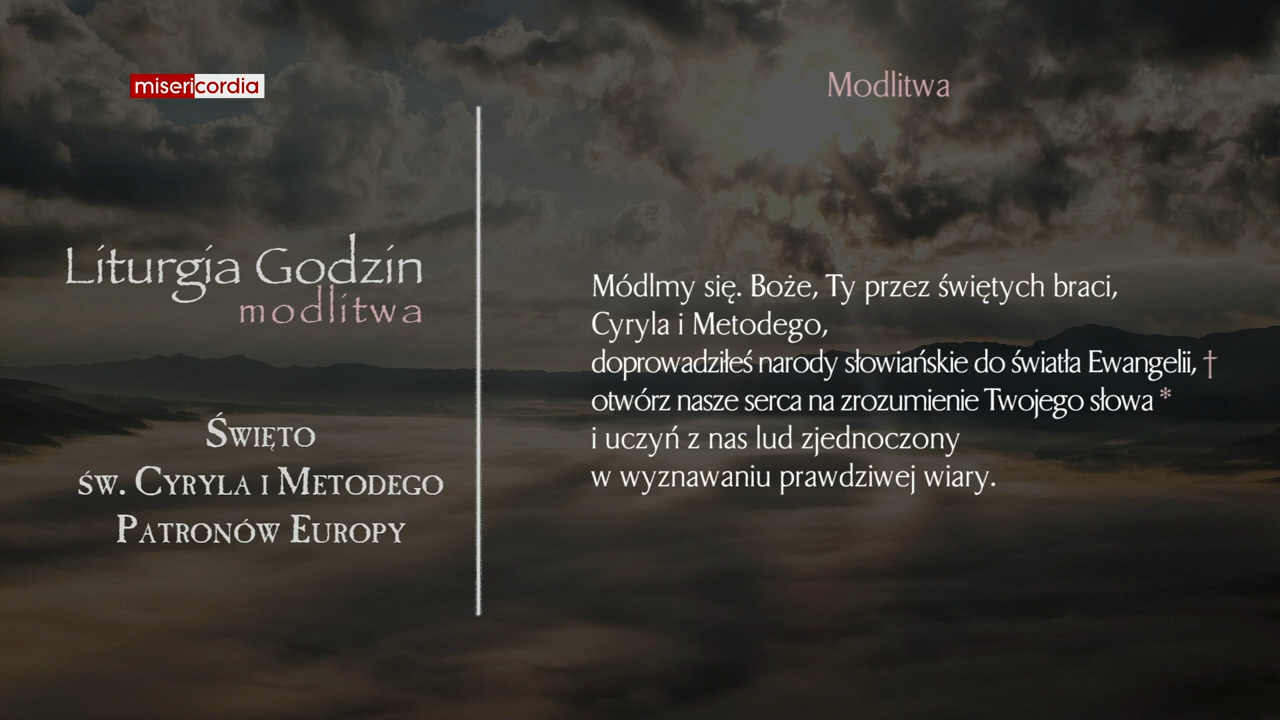 misericordia
Liturgia Godzin
modlitwa
Święto
św. Cyryla i Metodego
Patronów Europy
Modlitwa
Módlmy się. Boże, Ty przez świętych braci,
Cyryla i Metodego,
doprowadziłeś narody słowiańskie do światła Ewangelii, †
otwórz nasze serca na zrozumienie Twojego słowa *
i uczyń z nas lud zjednoczony
w wyznawaniu prawdziwej wiary.